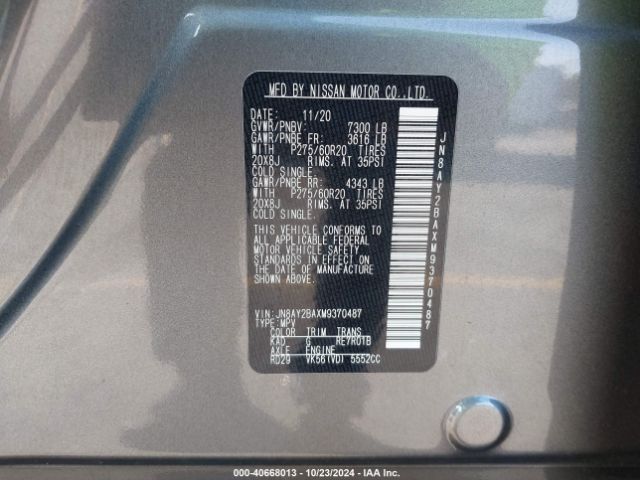 MFD BY NISSAN MOTOR CO.,LTD.
DATE: 11/20
GVWR/PNBV: 7300 LB
GAWR/PNBE FR: 3616 LB
WITH P275/60R20 TIRES
20X8J RIMS. AT 35PSI
COLD SINGLE.
GAWR/PNBE RR: 4343 LB
WITH P275/60R20 TIRES
20X8J RIMS. AT 35PSI
COLD SINGLE.
THIS VEHICLE CONFORMS TO
ALL APPLICABLE FEDERAL
MOTOR VEHICLE SAFETY
STANDARDS IN EFFECT ON
THE DATE OF MANUFACTURE
SHOWN ABOVE.
VIN: JN8AY2BAXM9370487
TYPE: MPV
COLOR TRIM TRANS
KAD G RE7R01B
AXLE ENGINE
RD29 VK56(VD) 5552CC
JN8AY2BAXM9370487
000-40668013 - 10/23/2024 - IAA Inc.